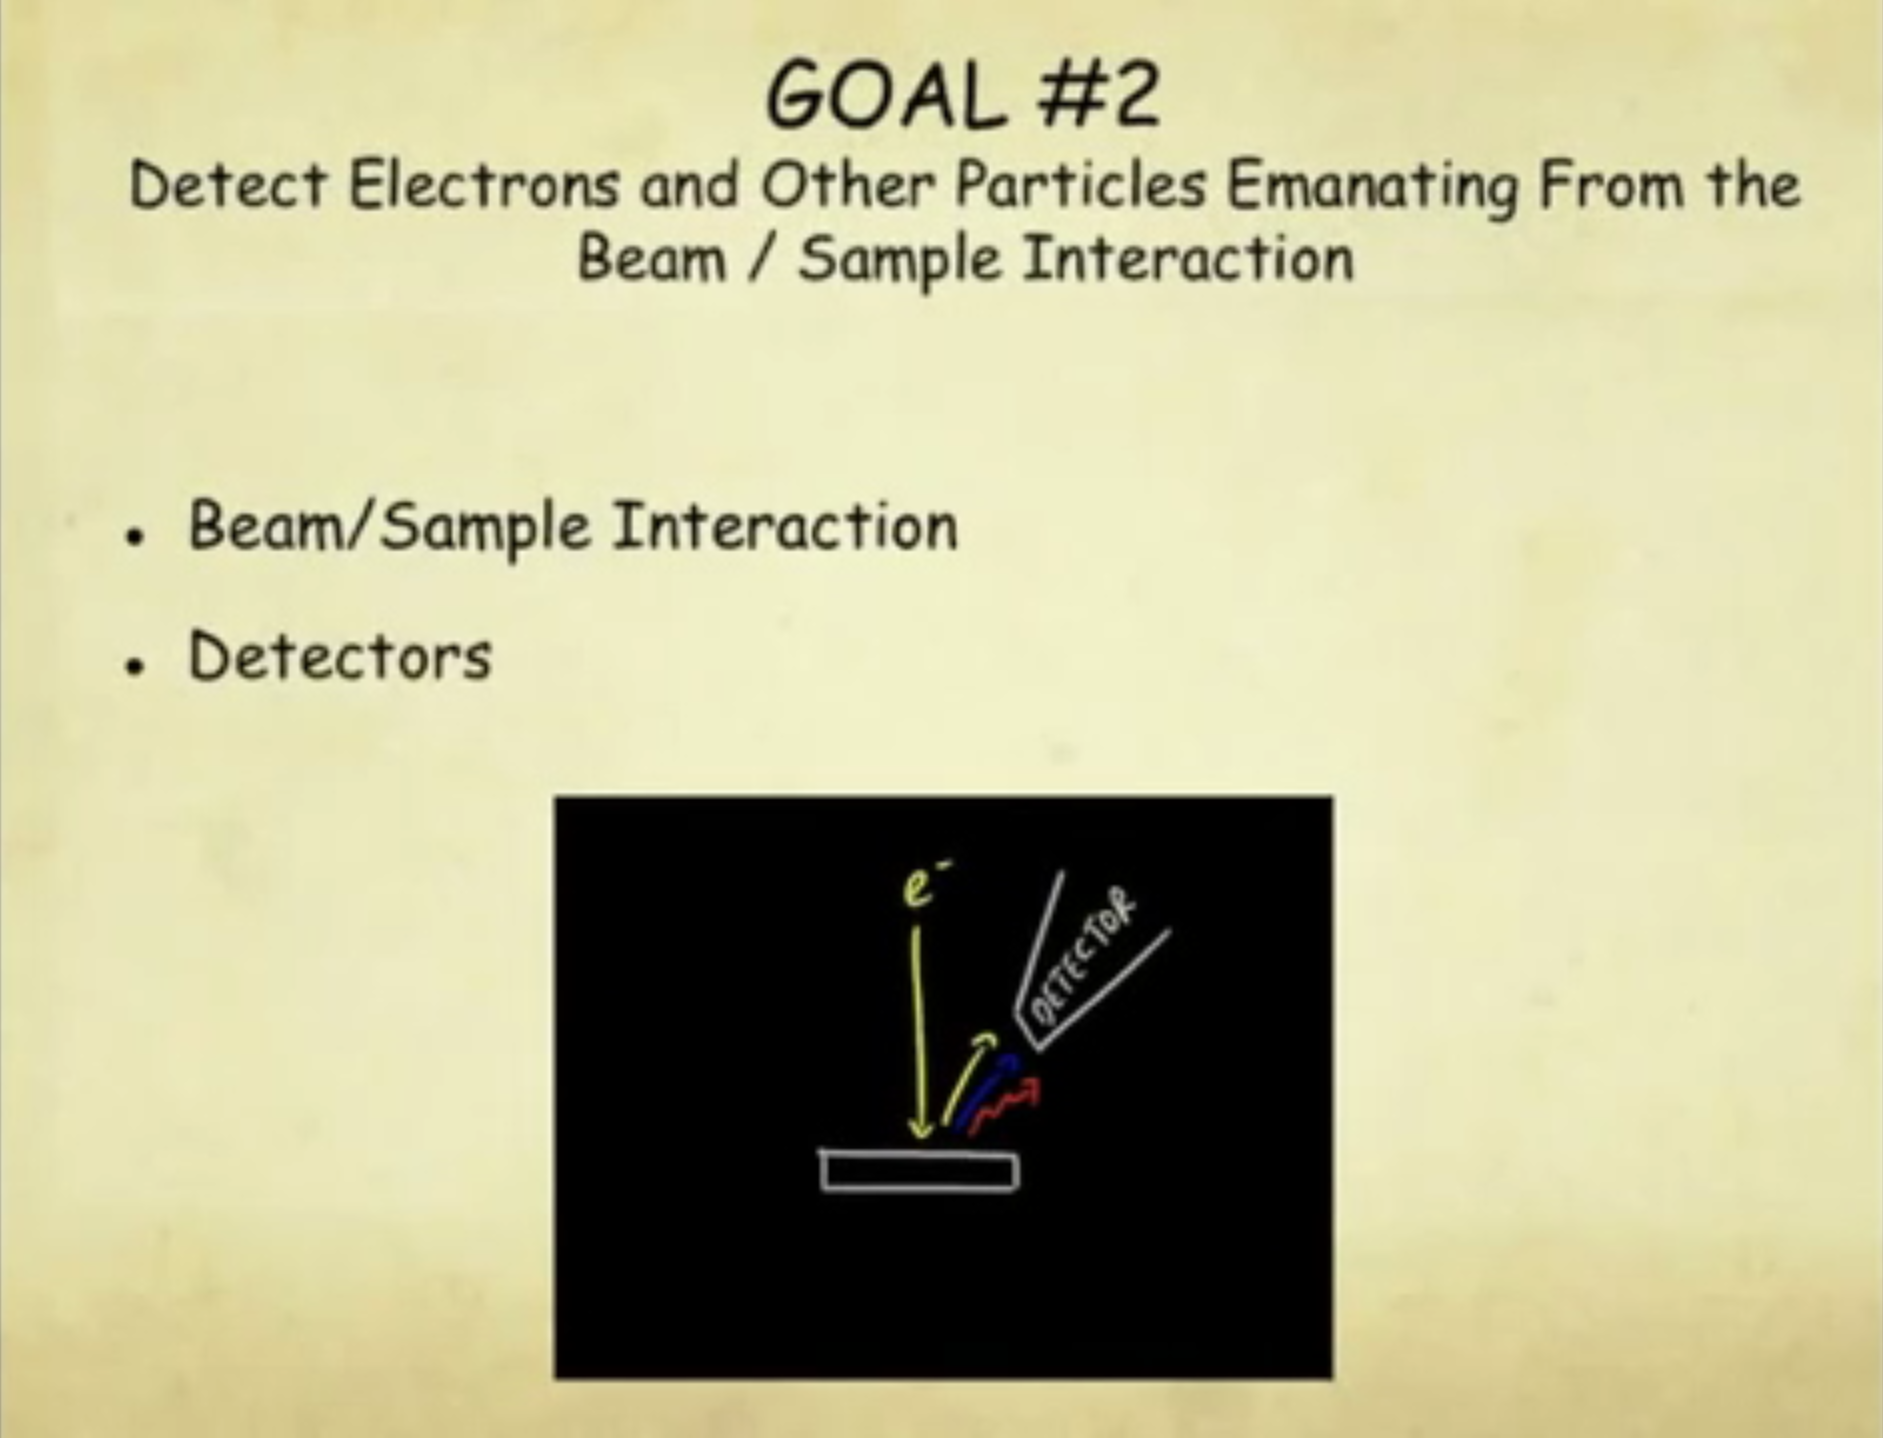 GOAL #2
Detect Electrons and Other Particles Emanating From the
Beam / Sample Interaction
• Beam/Sample Interaction
• Detectors
e⁻
DETECTOR